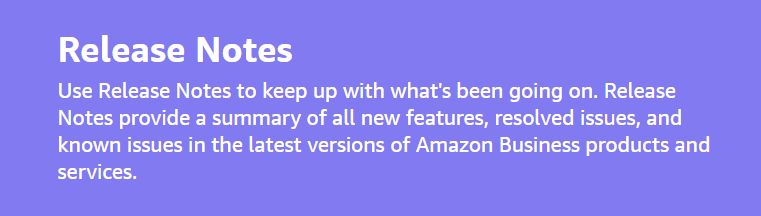 Release Notes
Use Release Notes to keep up with what's been going on. Release
Notes provide a summary of all new features, resolved issues, and
known issues in the latest versions of Amazon Business products and
services.